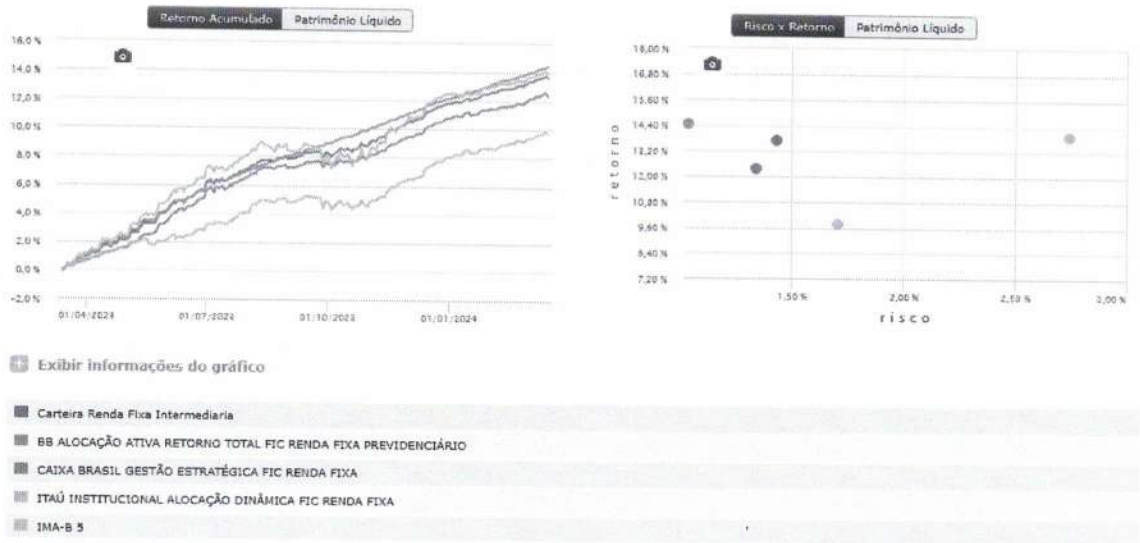 Retorno Acumulado Patrimônio Líquido
16,0 %
14,0 %
12,0 %
10,0 %
8,0 %
6,0 %
4,0 %
2,0 %
0,0 %
-2,0 %
01/04/2023 01/07/2023 01/10/2023 01/01/2024
Risco x Retorno Patrimônio Líquido
retorno
18,00 %
16,80 %
15,60 %
14,40 %
13,20 %
12,00 %
10,80 %
9,60 %
8,40 %
7,20 %
1,50 % 2,00 % 2,50 % 3,00 %
risco
Exibir informações do gráfico
Carteira Renda Fixa Intermediaria
BB ALOCAÇÃO ATIVA RETORNO TOTAL FIC RENDA FIXA PREVIDENCIÁRIO
CAIXA BRASIL GESTÃO ESTRATÉGICA FIC RENDA FIXA
ITAÚ INSTITUCIONAL ALOCAÇÃO DINÂMICA FIC RENDA FIXA
IMA-B 5